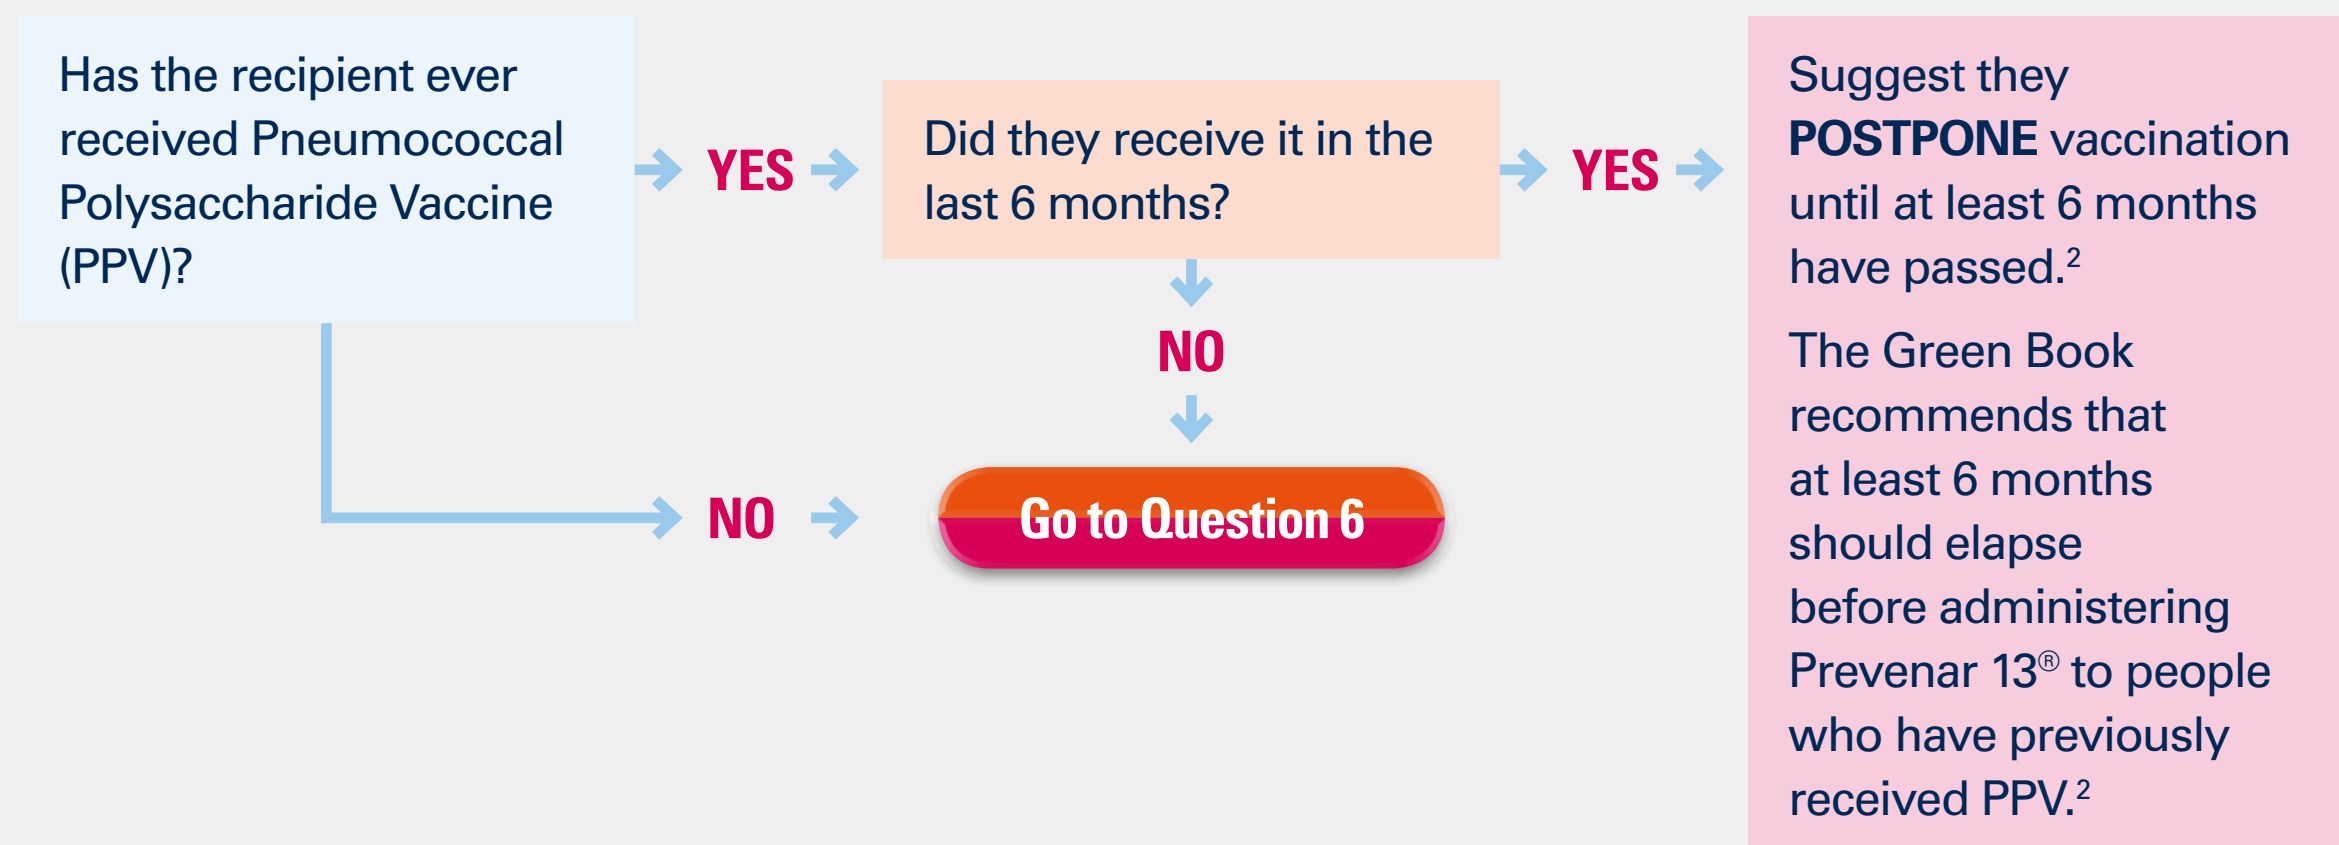 Has the recipient ever
received Pneumococcal
Polysaccharide Vaccine
(PPV)?
YES
Did they receive it in the
last 6 months?
YES
NO
NO
Go to Question 6
Suggest they
POSTPONE vaccination
until at least 6 months
have passed.²
The Green Book
recommends that
at least 6 months
should elapse
before administering
Prevenar 13® to people
who have previously
received PPV.²